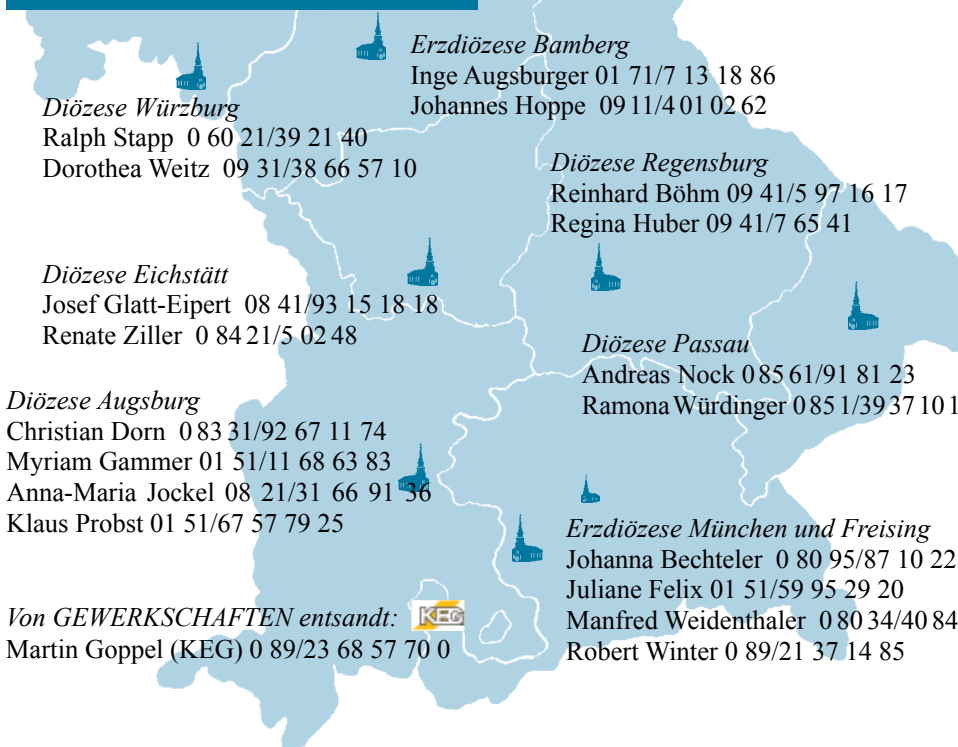 Erzdiözese Bamberg
Inge Augsburger 01 71/7 13 18 86
Johannes Hoppe 09 11/4 01 02 62
Diözese Würzburg
Ralph Stapp 0 60 21/39 21 40
Dorothea Weitz 09 31/38 66 57 10
Diözese Regensburg
Reinhard Böhm 09 41/5 97 16 17
Regina Huber 09 41/7 65 41
Diözese Eichstätt
Josef Glatt-Eipert 08 41/93 15 18 18
Renate Ziller 0 84 21/5 02 48
Diözese Passau
Andreas Nock 0 85 61/91 81 23
Ramona Würdinger 0 85 1/39 37 10 1
Diözese Augsburg
Christian Dorn 0 83 31/92 67 11 74
Myriam Gammer 01 51/11 68 63 83
Anna-Maria Jockel 08 21/31 66 91 36
Klaus Probst 01 51/67 57 79 25
Erzdiözese München und Freising
Johanna Bechteler 0 80 95/87 10 22
Juliane Felix 01 51/59 95 29 20
Manfred Weidenthaler 0 80 34/40 84
Robert Winter 0 89/21 37 14 85
Von GEWERKSCHAFTEN entsandt: KEG
Martin Goppel (KEG) 0 89/23 68 57 70 0